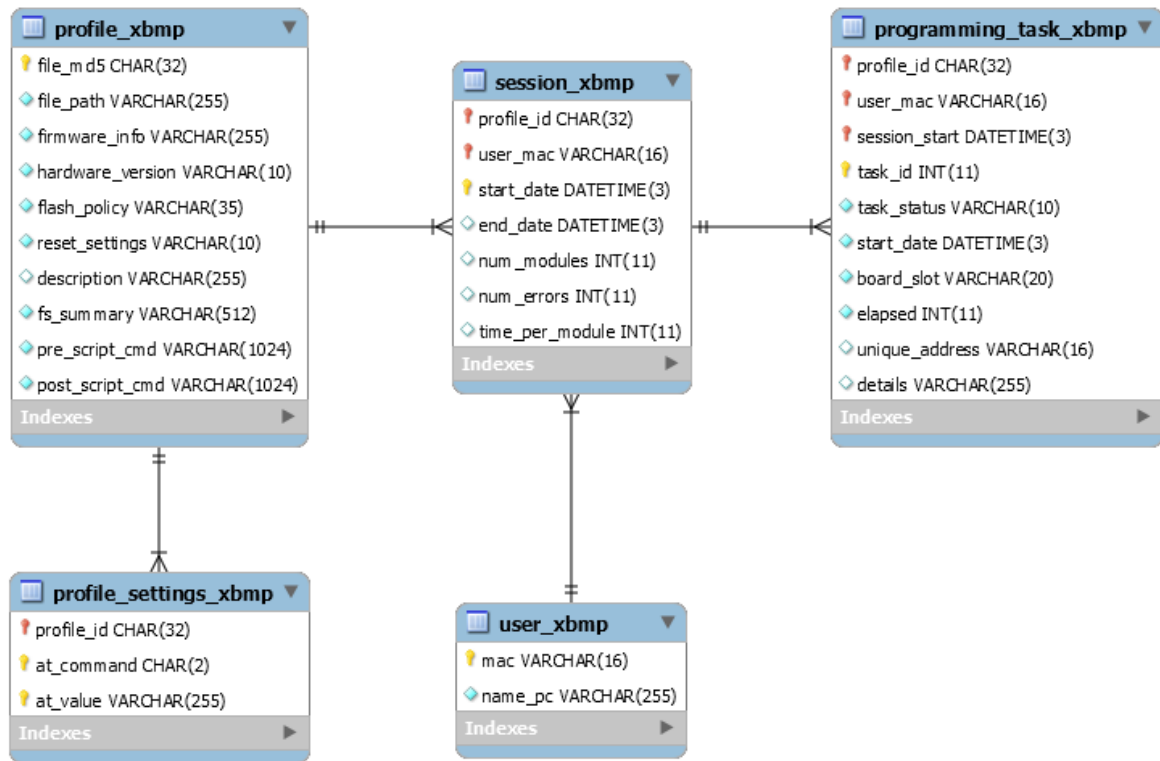 profile_xbmp
file_md5 CHAR(32)
file_path VARCHAR(255)
firmware_info VARCHAR(255)
hardware_version VARCHAR(10)
flash_policy VARCHAR(35)
reset_settings VARCHAR(10)
description VARCHAR(255)
fs_summary VARCHAR(512)
pre_script_cmd VARCHAR(1024)
post_script_cmd VARCHAR(1024)
Indexes
session_xbmp
profile_id CHAR(32)
user_mac VARCHAR(16)
start_date DATETIME(3)
end_date DATETIME(3)
num_modules INT(11)
num_errors INT(11)
time_per_module INT(11)
Indexes
programming_task_xbmp
profile_id CHAR(32)
user_mac VARCHAR(16)
session_start DATETIME(3)
task_id INT(11)
task_status VARCHAR(10)
start_date DATETIME(3)
board_slot VARCHAR(20)
elapsed INT(11)
unique_address VARCHAR(16)
details VARCHAR(255)
Indexes
profile_settings_xbmp
profile_id CHAR(32)
at_command CHAR(2)
at_value VARCHAR(255)
Indexes
user_xbmp
mac VARCHAR(16)
name_pc VARCHAR(255)
Indexes